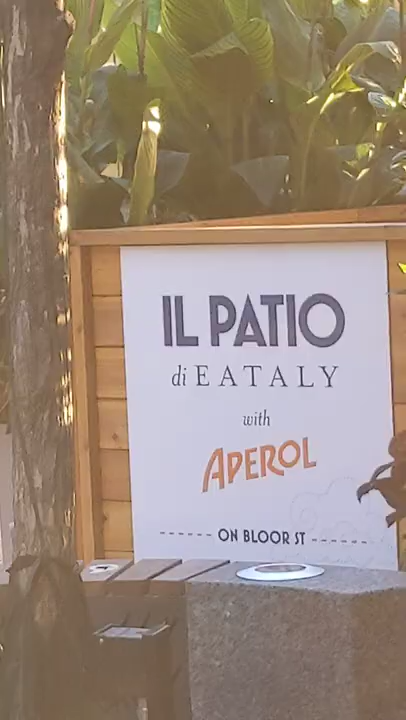 IL PATIO
di EATALY
with
APEROL
ON BLOOR ST